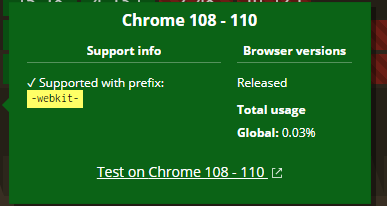 Chrome 108 - 110
Support info
Browser versions
✓ Supported with prefix:
-webkit-
Released
Total usage
Global: 0.03%
Test on Chrome 108 - 110